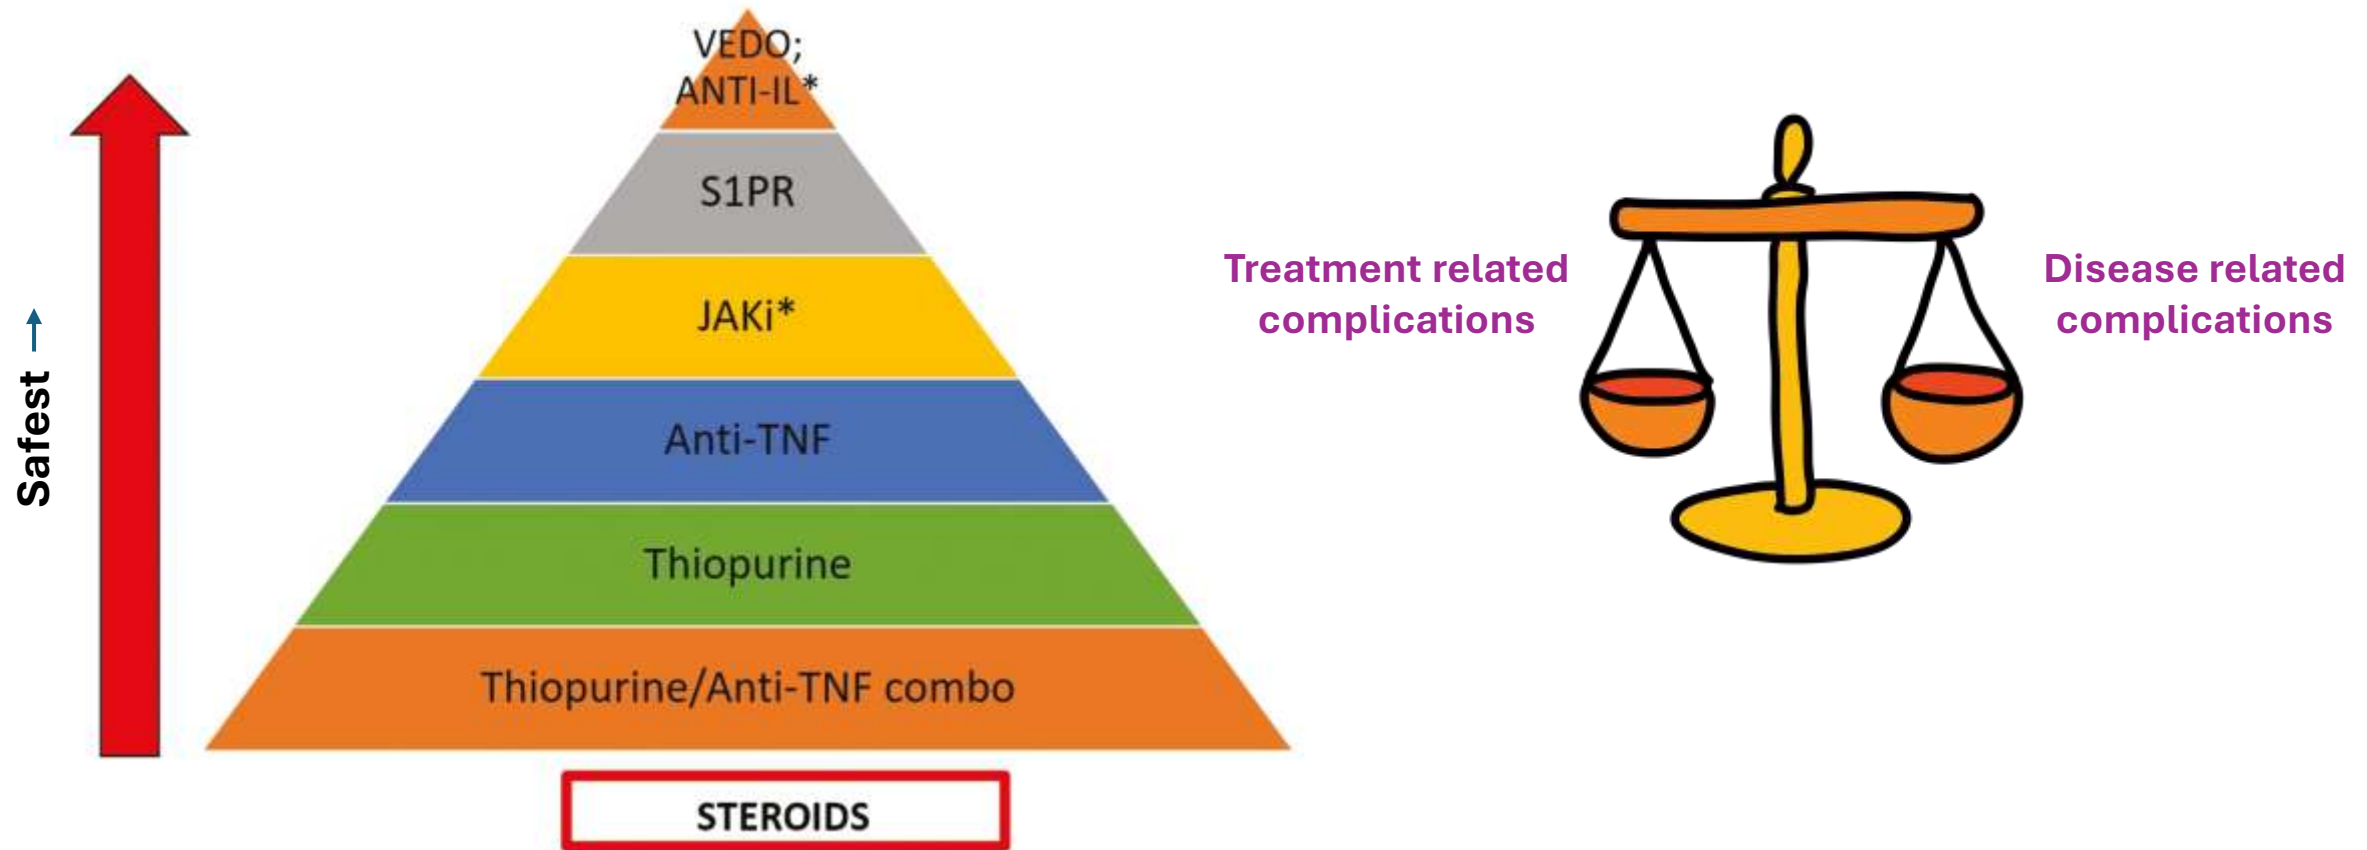 Safest →
VEDO;
ANTI-IL*
S1PR
JAKi*
Anti-TNF
Thiopurine
Thiopurine/Anti-TNF combo
STEROIDS
Treatment related
complications
Disease related
complications